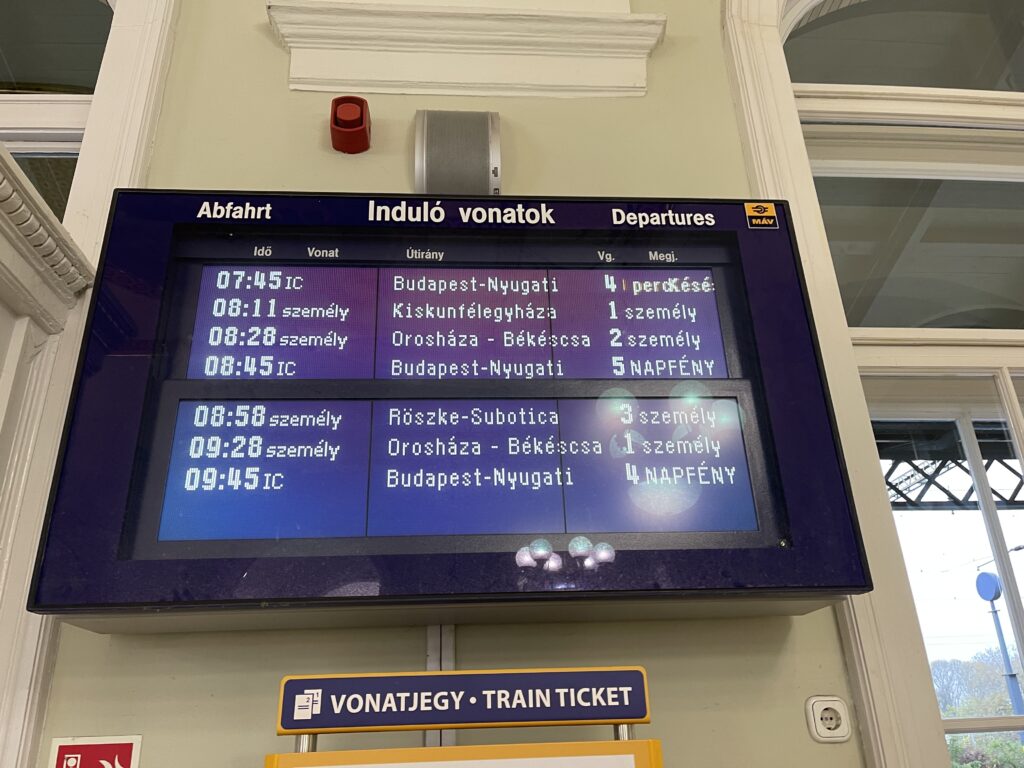 Abfahrt Induló vonatok Departures MÁV
Idő Vonat Útirány Vg. Megj.
07:45 IC Budapest-Nyugati 4 percKésé
08:11 személy Kiskunfélegyháza 1 személy
08:28 személy Orosháza - Békéscsa 2 személy
08:45 IC Budapest-Nyugati 5 NAPFÉNY
08:58 személy Röszke-Subotica 3 személy
09:28 személy Orosháza - Békéscsa 1 személy
09:45 IC Budapest-Nyugati 4 NAPFÉNY
VONATJEGY • TRAIN TICKET